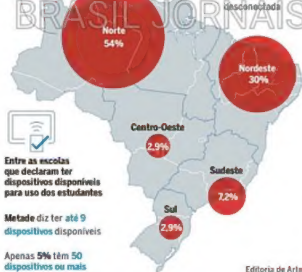 BRASIL JORNAIS
desconectada
Norte
54%
Nordeste
30%
Centro-Oeste
2,9%
Sudeste
7,2%
Sul
2,9%
Entre as escolas
que declaram ter
dispositivos disponíveis
para uso dos estudantes
Metade diz ter até 9
dispositivos disponíveis
Apenas 5% têm 50
dispositivos ou mais
Editoria de Arte